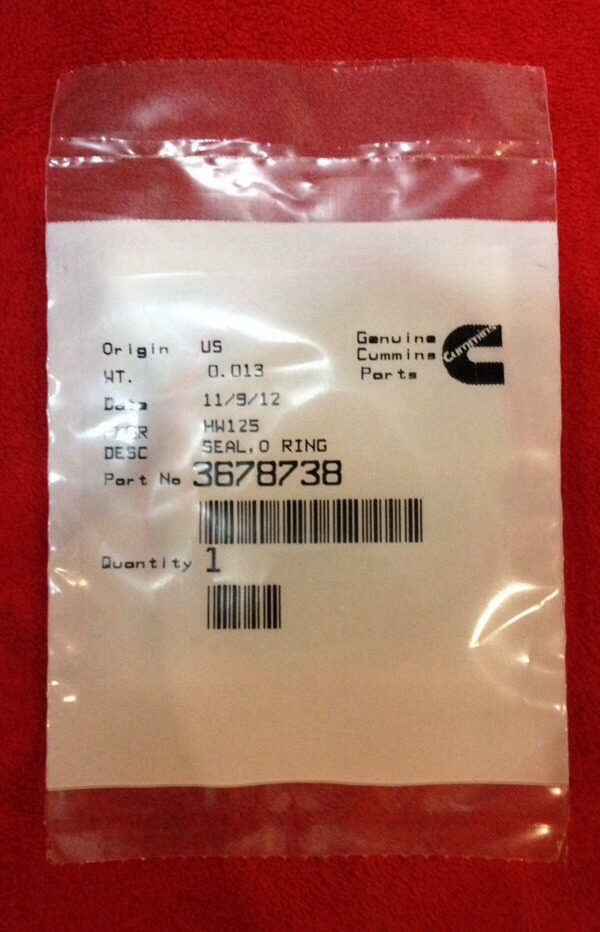 Origin US
WT. 0.013
Date 11/9/12
HW125
DESC SEAL,O RING
Part No 3678738
Quantity 1
Genuine
Cummins
Parts
Cummins